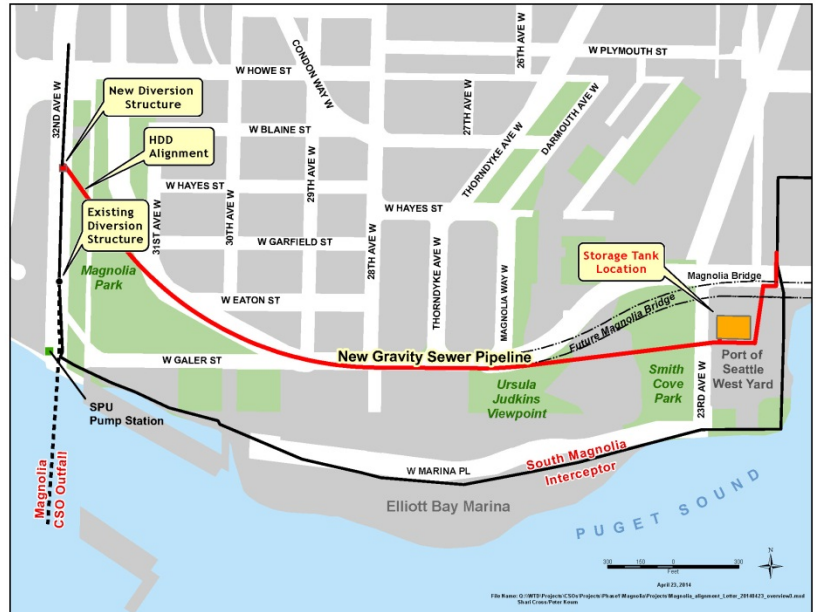 26TH AVE W
W PLYMOUTH ST
CONDON WAY W
W HOWE ST
32ND AVE W
New Diversion
Structure
27TH AVE W
THORNDYKE AVE W
DARMOUTH AVE W
HDD
Alignment
W BLAINE ST
29TH AVE W
W HAYES ST
W HAYES ST
31ST AVE W
30TH AVE W
Existing
Diversion
Structure
W GARFIELD ST
28TH AVE W
THORNDYKE AVE W
MAGNOLIA WAY W
Storage Tank
Location
Magnolia
Park
Magnolia Bridge
W EATON ST
Future Magnolia Bridge
New Gravity Sewer Pipeline
W GALER ST
Port of
Seattle
West Yard
Ursula
Judkins
Viewpoint
Smith
Cove
Park
23RD AVE W
SPU
Pump Station
W MARINA PL
South Magnolia
Interceptor
Magnolia
CSO Outfall
Elliott Bay Marina
PUGET SOUND
300 0 300
Feet
N
April 23, 2014